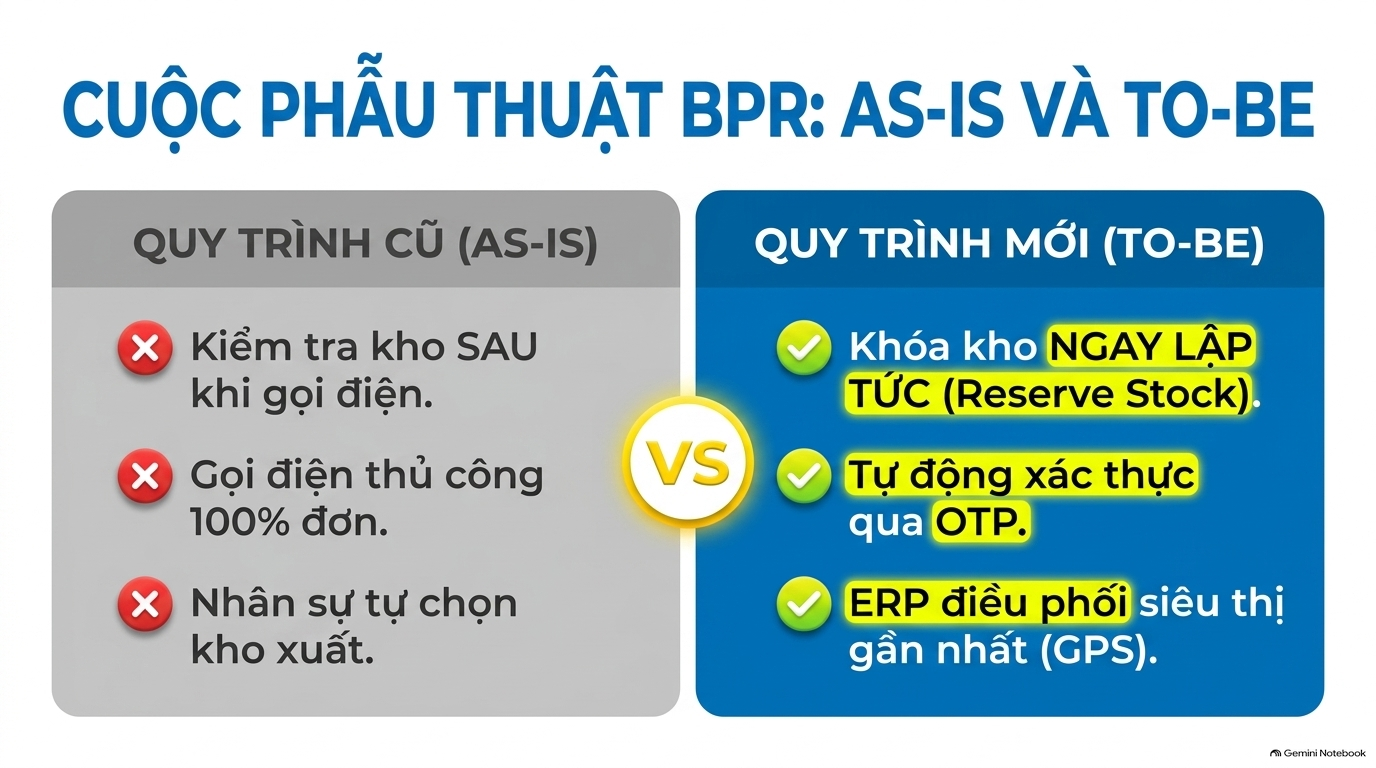 CUỘC PHẪU THUẬT BPR: AS-IS VÀ TO-BE
QUY TRÌNH CŨ (AS-IS)
Kiểm tra kho SAU
khi gọi điện.
Gọi điện thủ công
100% đơn.
Nhân sự tự chọn
kho xuất.
VS
QUY TRÌNH MỚI (TO-BE)
Khóa kho NGAY LẬP
TỨC (Reserve Stock).
Tự động xác thực
qua OTP.
ERP điều phối siêu thị
gần nhất (GPS).
Gemini Notebook